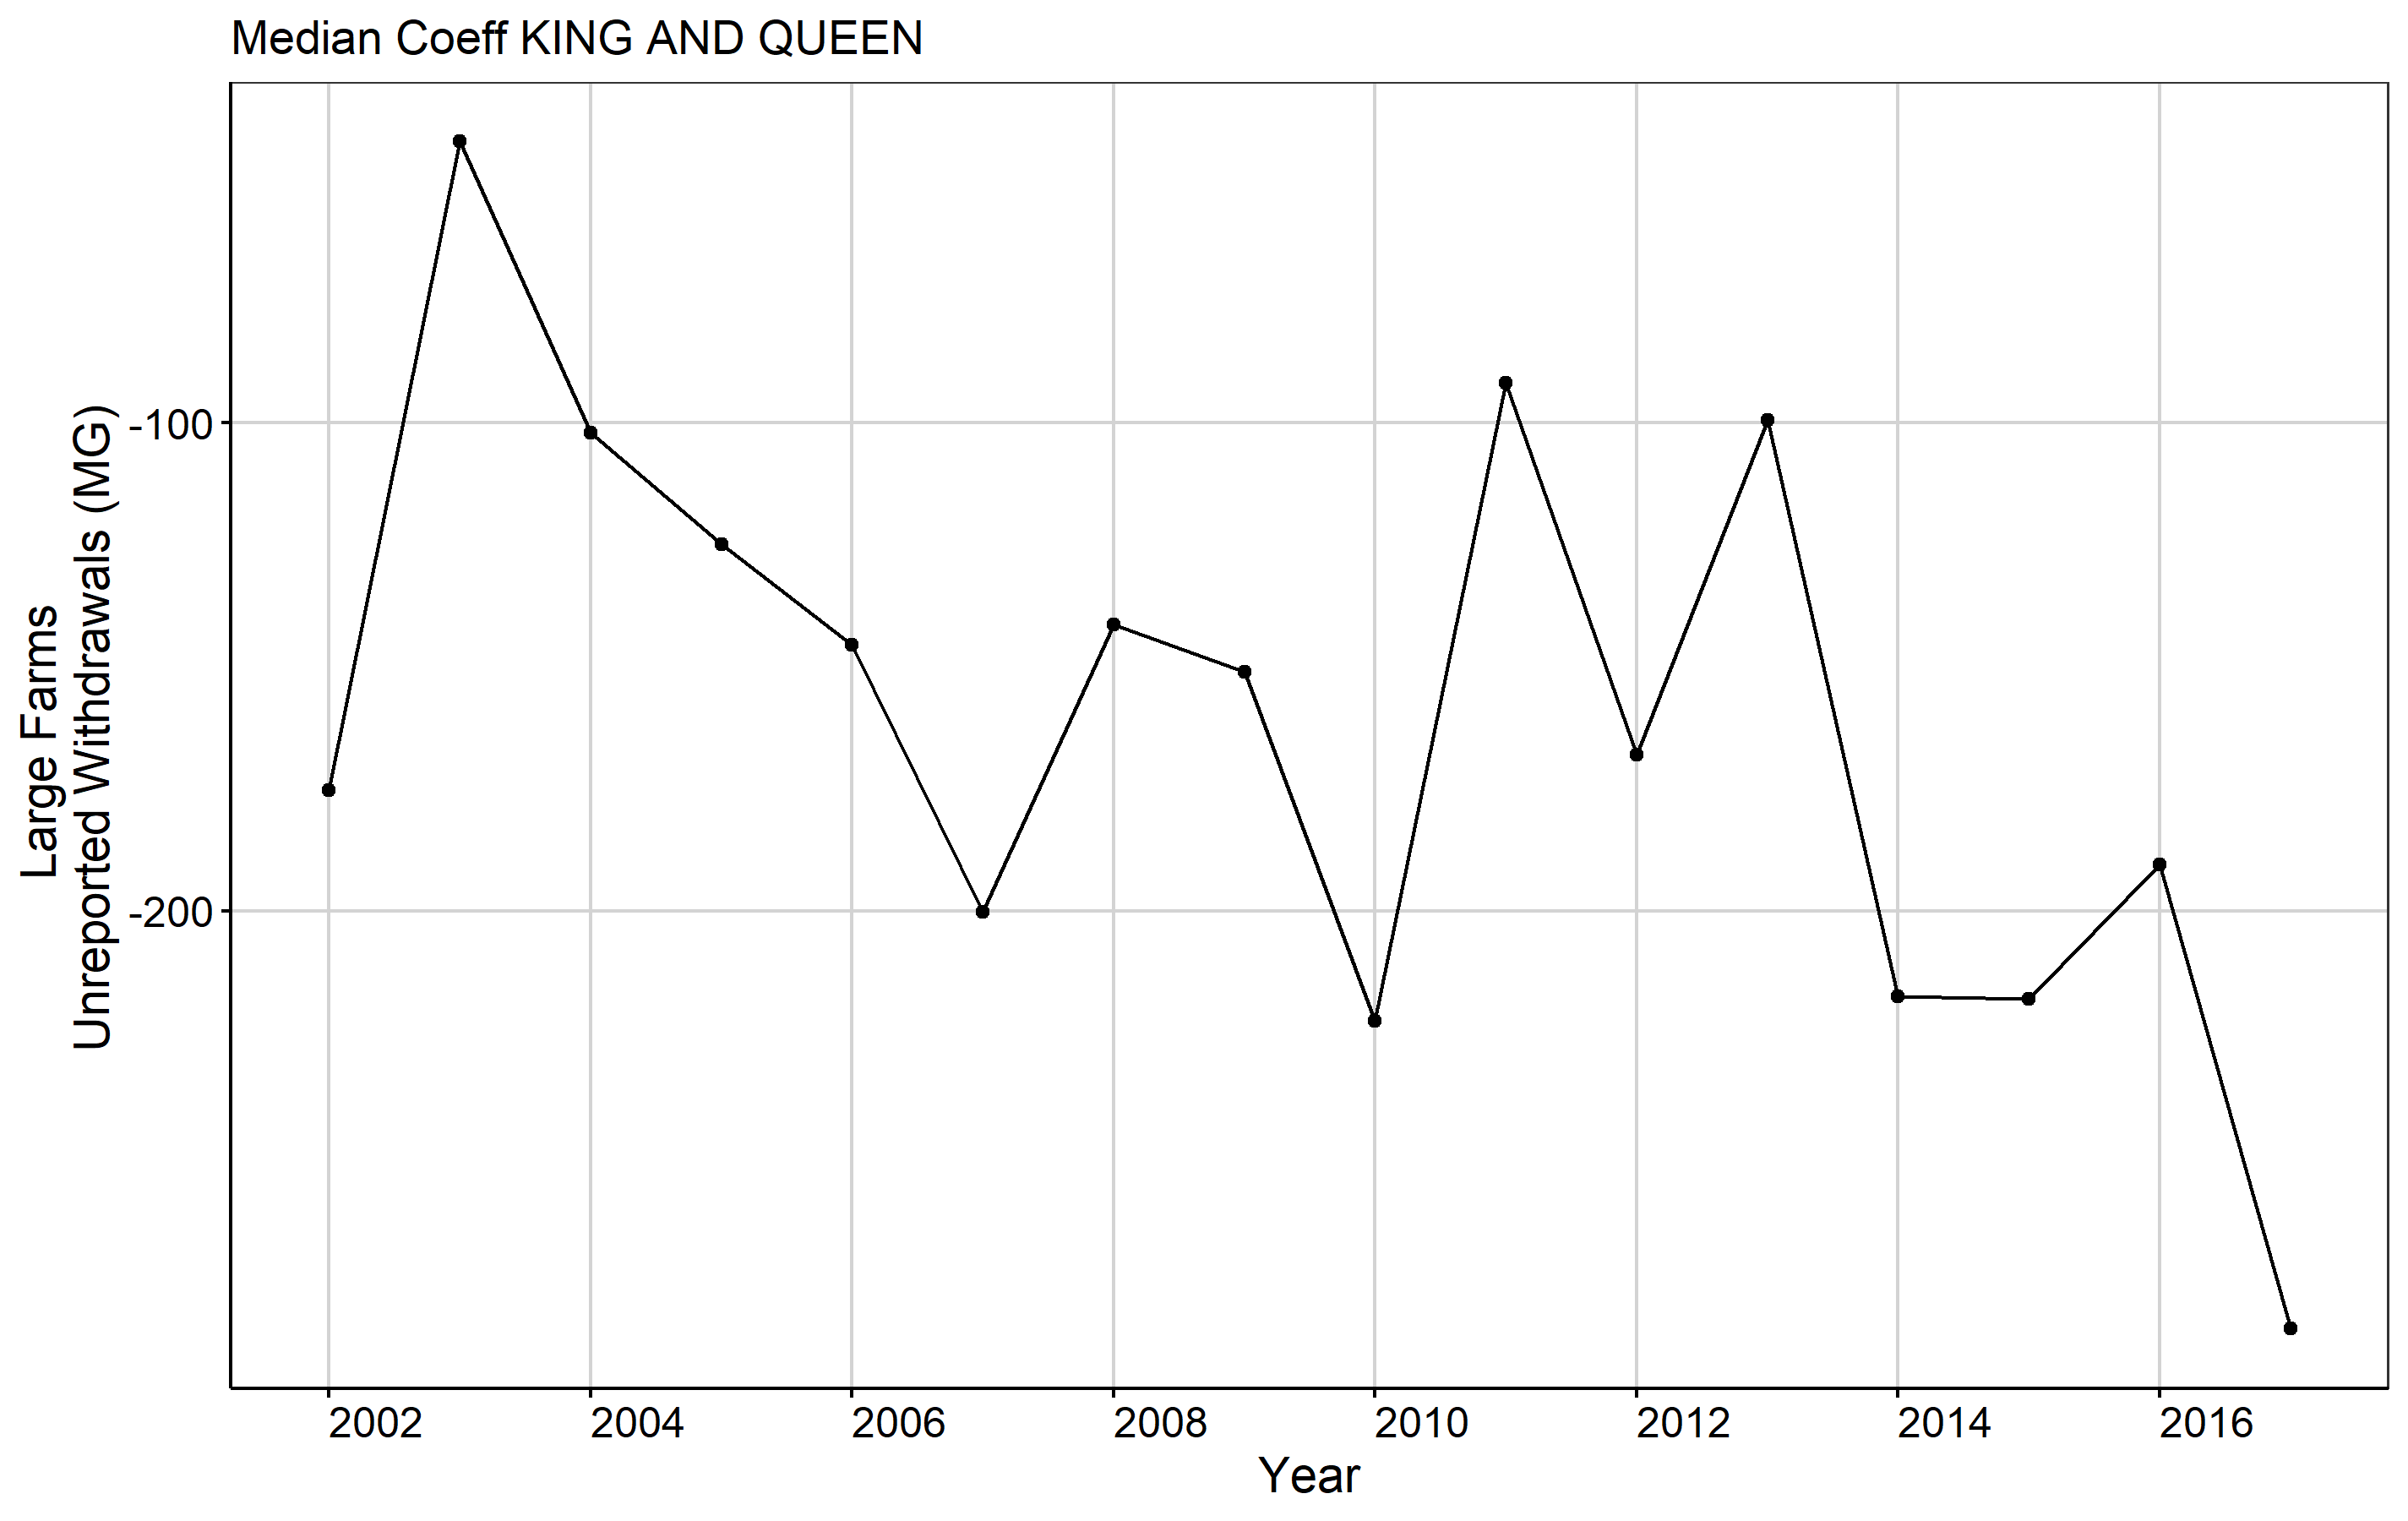 Median Coeff KING AND QUEEN
Large Farms
Unreported Withdrawals (MG)
-100
-200
2002 2004 2006 2008 2010 2012 2014 2016
Year